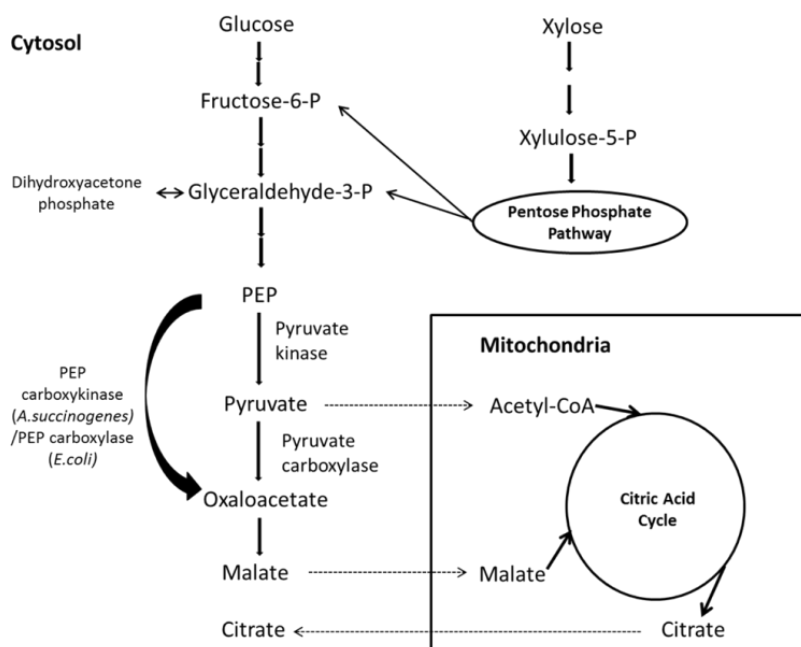 Cytosol
Glucose
Xylose
Fructose-6-P
Xylulose-5-P
Dihydroxyacetone
phosphate
Glyceraldehyde-3-P
Pentose Phosphate
Pathway
PEP
Pyruvate
kinase
Mitochondria
PEP
carboxykinase
(A.succinogenes)
/PEP carboxylase
(E.coli)
Pyruvate
Acetyl-CoA
Pyruvate
carboxylase
Oxaloacetate
Citric Acid
Cycle
Malate
Malate
Citrate
Citrate